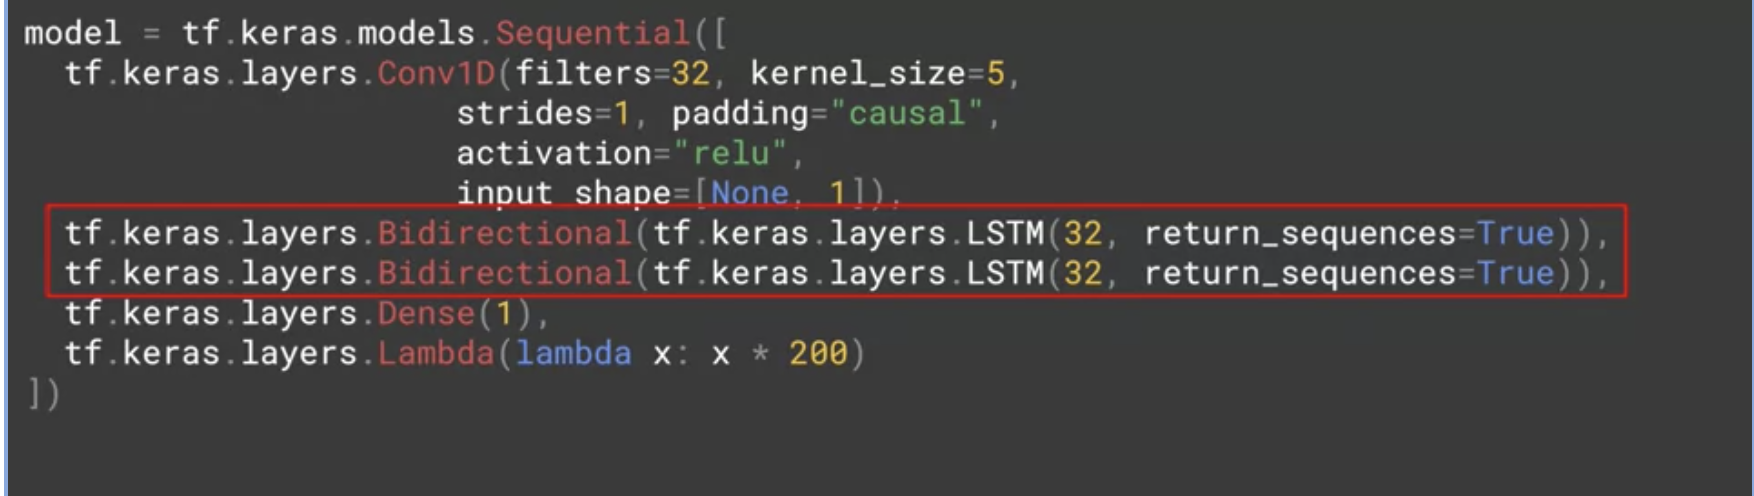 model = tf.keras.models.Sequential([
  tf.keras.layers.Conv1D(filters=32, kernel_size=5,
                      strides=1, padding="causal",
                      activation="relu",
                      input_shape=[None, 1]),
  tf.keras.layers.Bidirectional(tf.keras.layers.LSTM(32, return_sequences=True)),
  tf.keras.layers.Bidirectional(tf.keras.layers.LSTM(32, return_sequences=True)),
  tf.keras.layers.Dense(1),
  tf.keras.layers.Lambda(lambda x: x * 200)
])